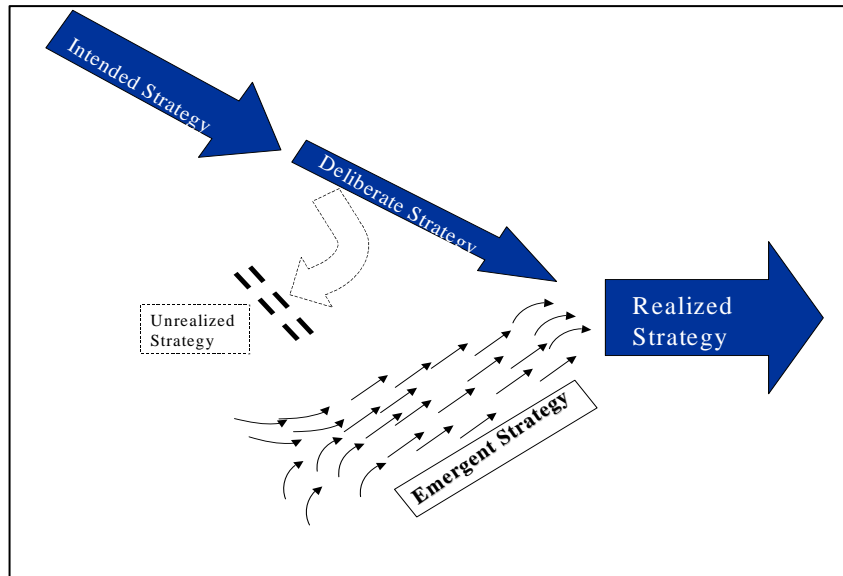 Intended Strategy
Deliberate Strategy
Unrealized
Strategy
Realized
Strategy
Emergent Strategy